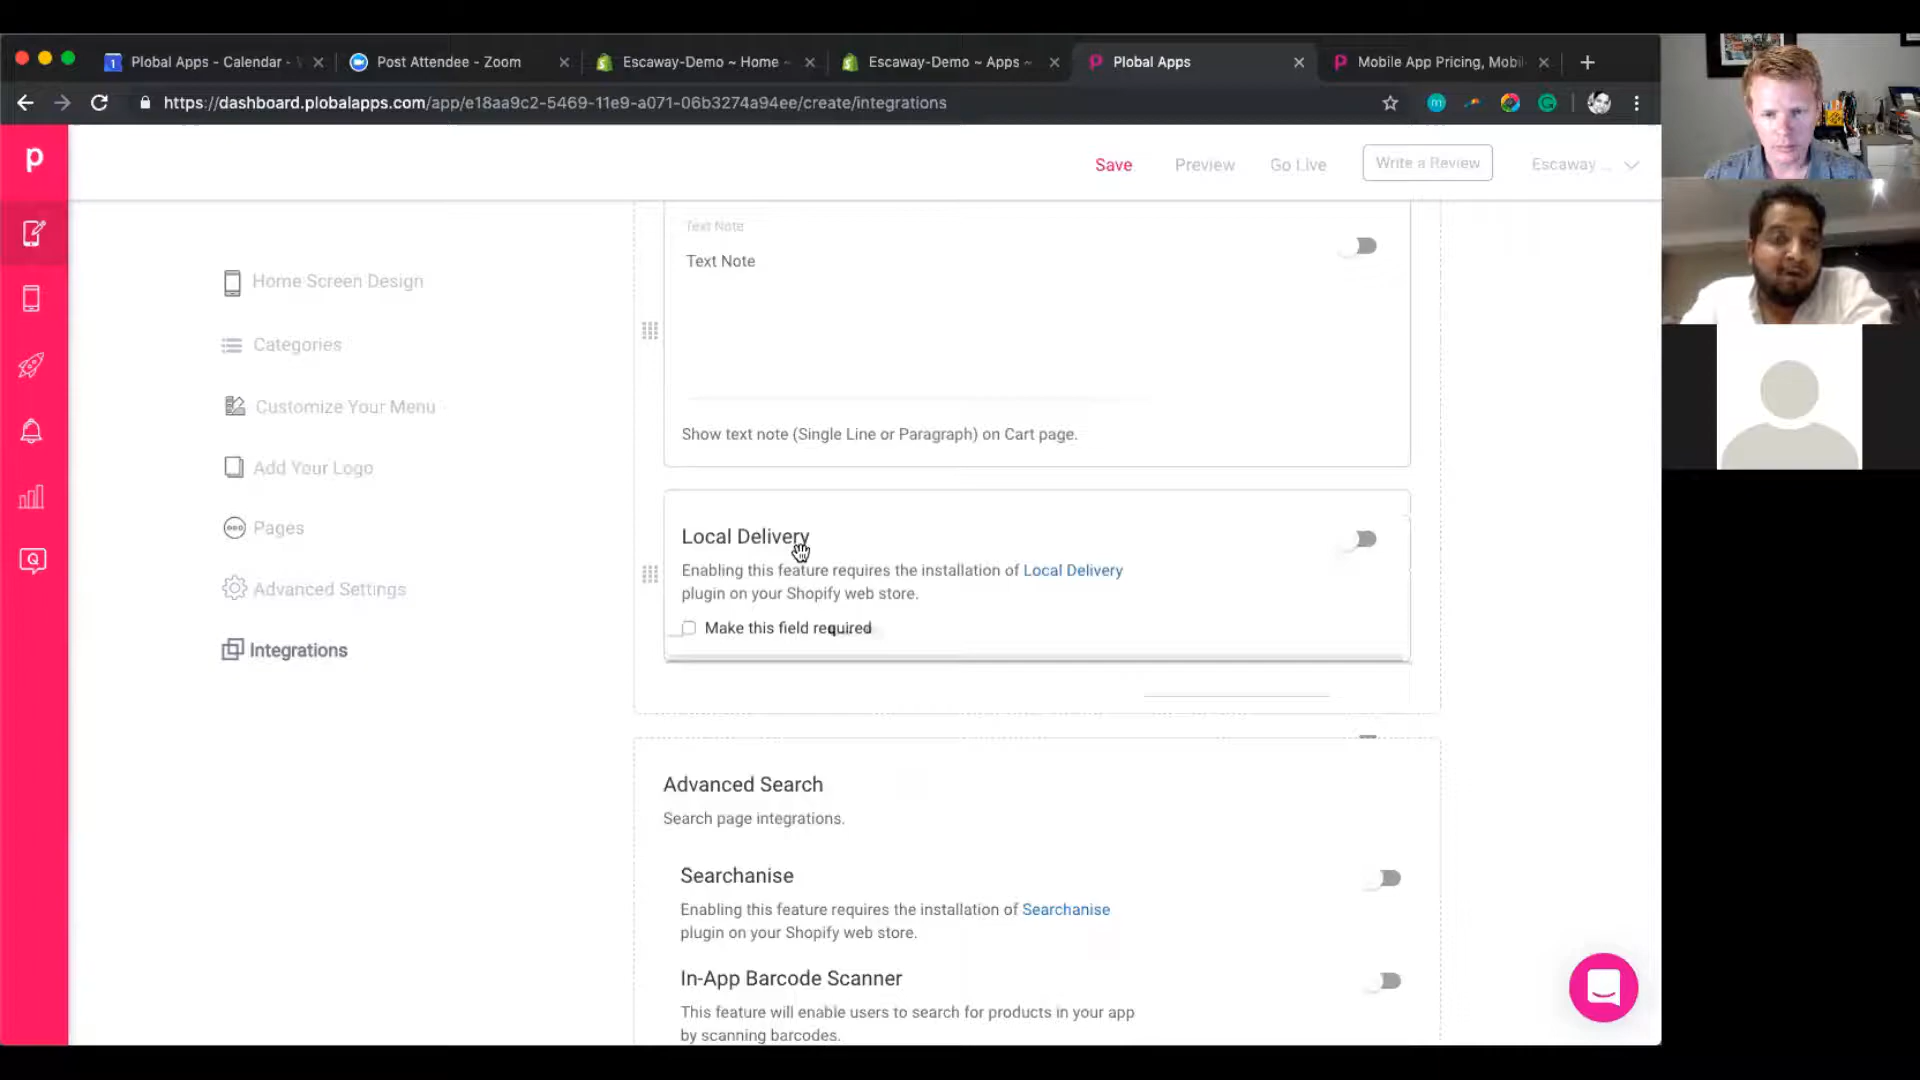 Plobal Apps - Calendar -
Post Attendee - Zoom
Escaway-Demo ~ Home -
Escaway-Demo ~ Apps ~
Plobal Apps
Mobile App Pricing, Mobil
https://dashboard.plobalapps.com/app/e18aa9c2-5469-11e9-a071-06b3274a94ee/create/integrations
p
Save
Preview
Go Live
Write a Review
Escaway ...
Home Screen Design
Categories
Customize Your Menu
Add Your Logo
Pages
Advanced Settings
Integrations
Text Note
Text Note
Show text note (Single Line or Paragraph) on Cart page.
Local Delivery
Enabling this feature requires the installation of Local Delivery
plugin on your Shopify web store.
Make this field required
Advanced Search
Search page integrations.
Searchanise
Enabling this feature requires the installation of Searchanise
plugin on your Shopify web store.
In-App Barcode Scanner
This feature will enable users to search for products in your app
by scanning barcodes.